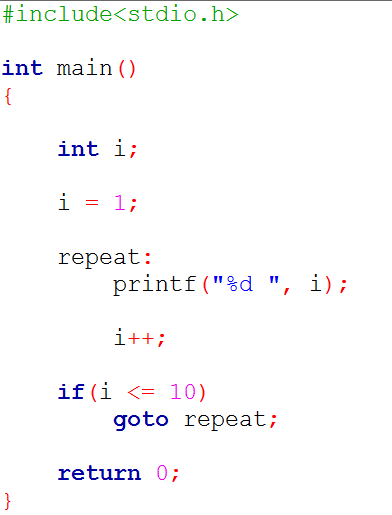 #include<stdio.h>
int main()
{
int i;
i = 1;
repeat:
printf("%d ", i);
i++;
if(i <= 10)
goto repeat;
return 0;
}